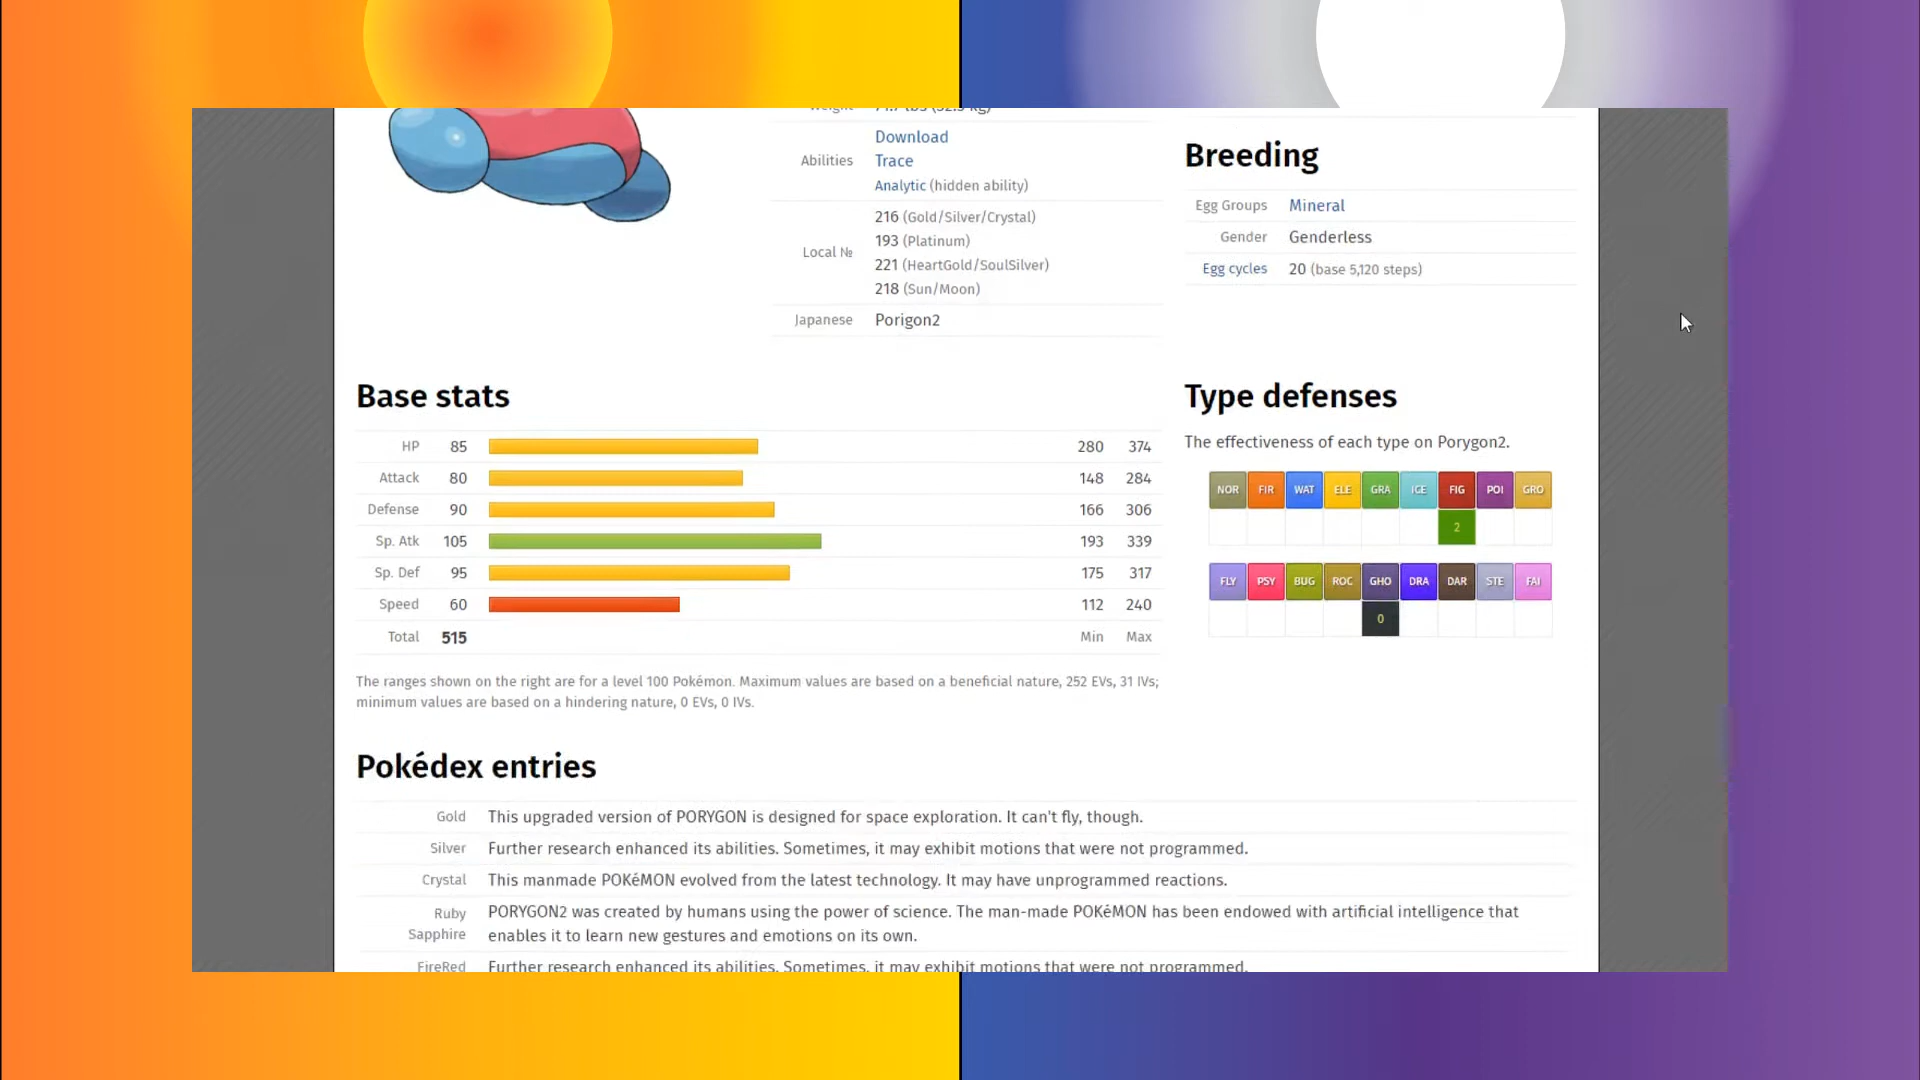 Weight 71.7 lbs (32.5 kg)
Abilities
Download
Trace
Analytic (hidden ability)
Local №
216 (Gold/Silver/Crystal)
193 (Platinum)
221 (HeartGold/SoulSilver)
218 (Sun/Moon)
Japanese Porigon2
Breeding
Egg Groups Mineral
Gender Genderless
Egg cycles 20 (base 5,120 steps)
Base stats
HP 85 280 374
Attack 80 148 284
Defense 90 166 306
Sp. Atk 105 193 339
Sp. Def 95 175 317
Speed 60 112 240
Total 515 Min Max
The ranges shown on the right are for a level 100 Pokémon. Maximum values are based on a beneficial nature, 252 EVs, 31 IVs;
minimum values are based on a hindering nature, 0 EVs, 0 IVs.
Type defenses
The effectiveness of each type on Porygon2.
NOR FIR WAT ELE GRA ICE FIG POI GRO
2
FLY PSY BUG ROC GHO DRA DAR STE FAI
0
Pokédex entries
Gold This upgraded version of PORYGON is designed for space exploration. It can't fly, though.
Silver Further research enhanced its abilities. Sometimes, it may exhibit motions that were not programmed.
Crystal This manmade POKéMON evolved from the latest technology. It may have unprogrammed reactions.
Ruby PORYGON2 was created by humans using the power of science. The man-made POKéMON has been endowed with artificial intelligence that
Sapphire enables it to learn new gestures and emotions on its own.
FireRed Further research enhanced its abilities. Sometimes, it may exhibit motions that were not programmed.